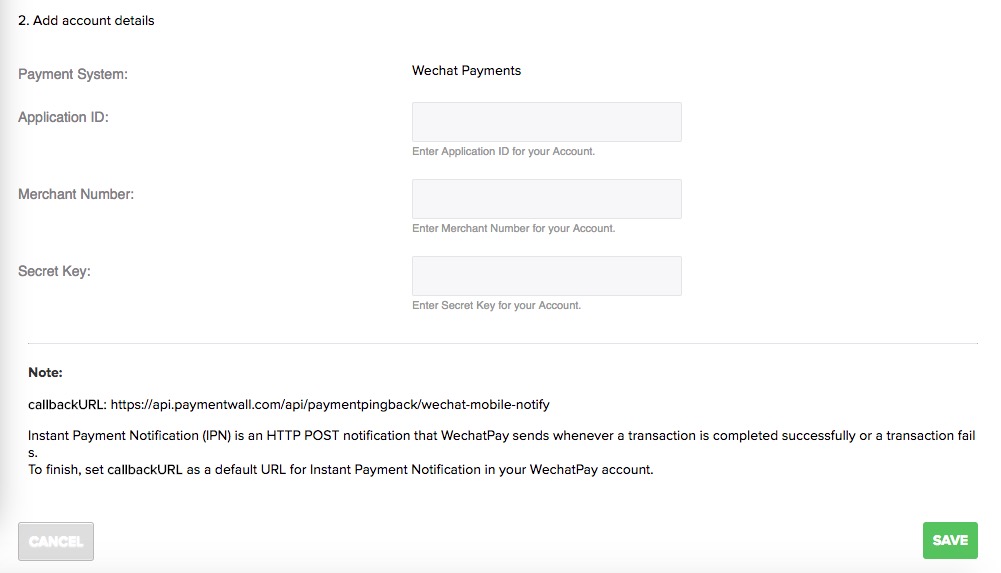 2. Add account details
Payment System:
Wechat Payments
Application ID:
Enter Application ID for your Account.
Merchant Number:
Enter Merchant Number for your Account.
Secret Key:
Enter Secret Key for your Account.
Note:
callbackURL: https://api.paymentwall.com/api/paymentpingback/wechat-mobile-notify
Instant Payment Notification (IPN) is an HTTP POST notification that WechatPay sends whenever a transaction is completed successfully or a transaction fail
s.
To finish, set callbackURL as a default URL for Instant Payment Notification in your WechatPay account.
CANCEL
SAVE